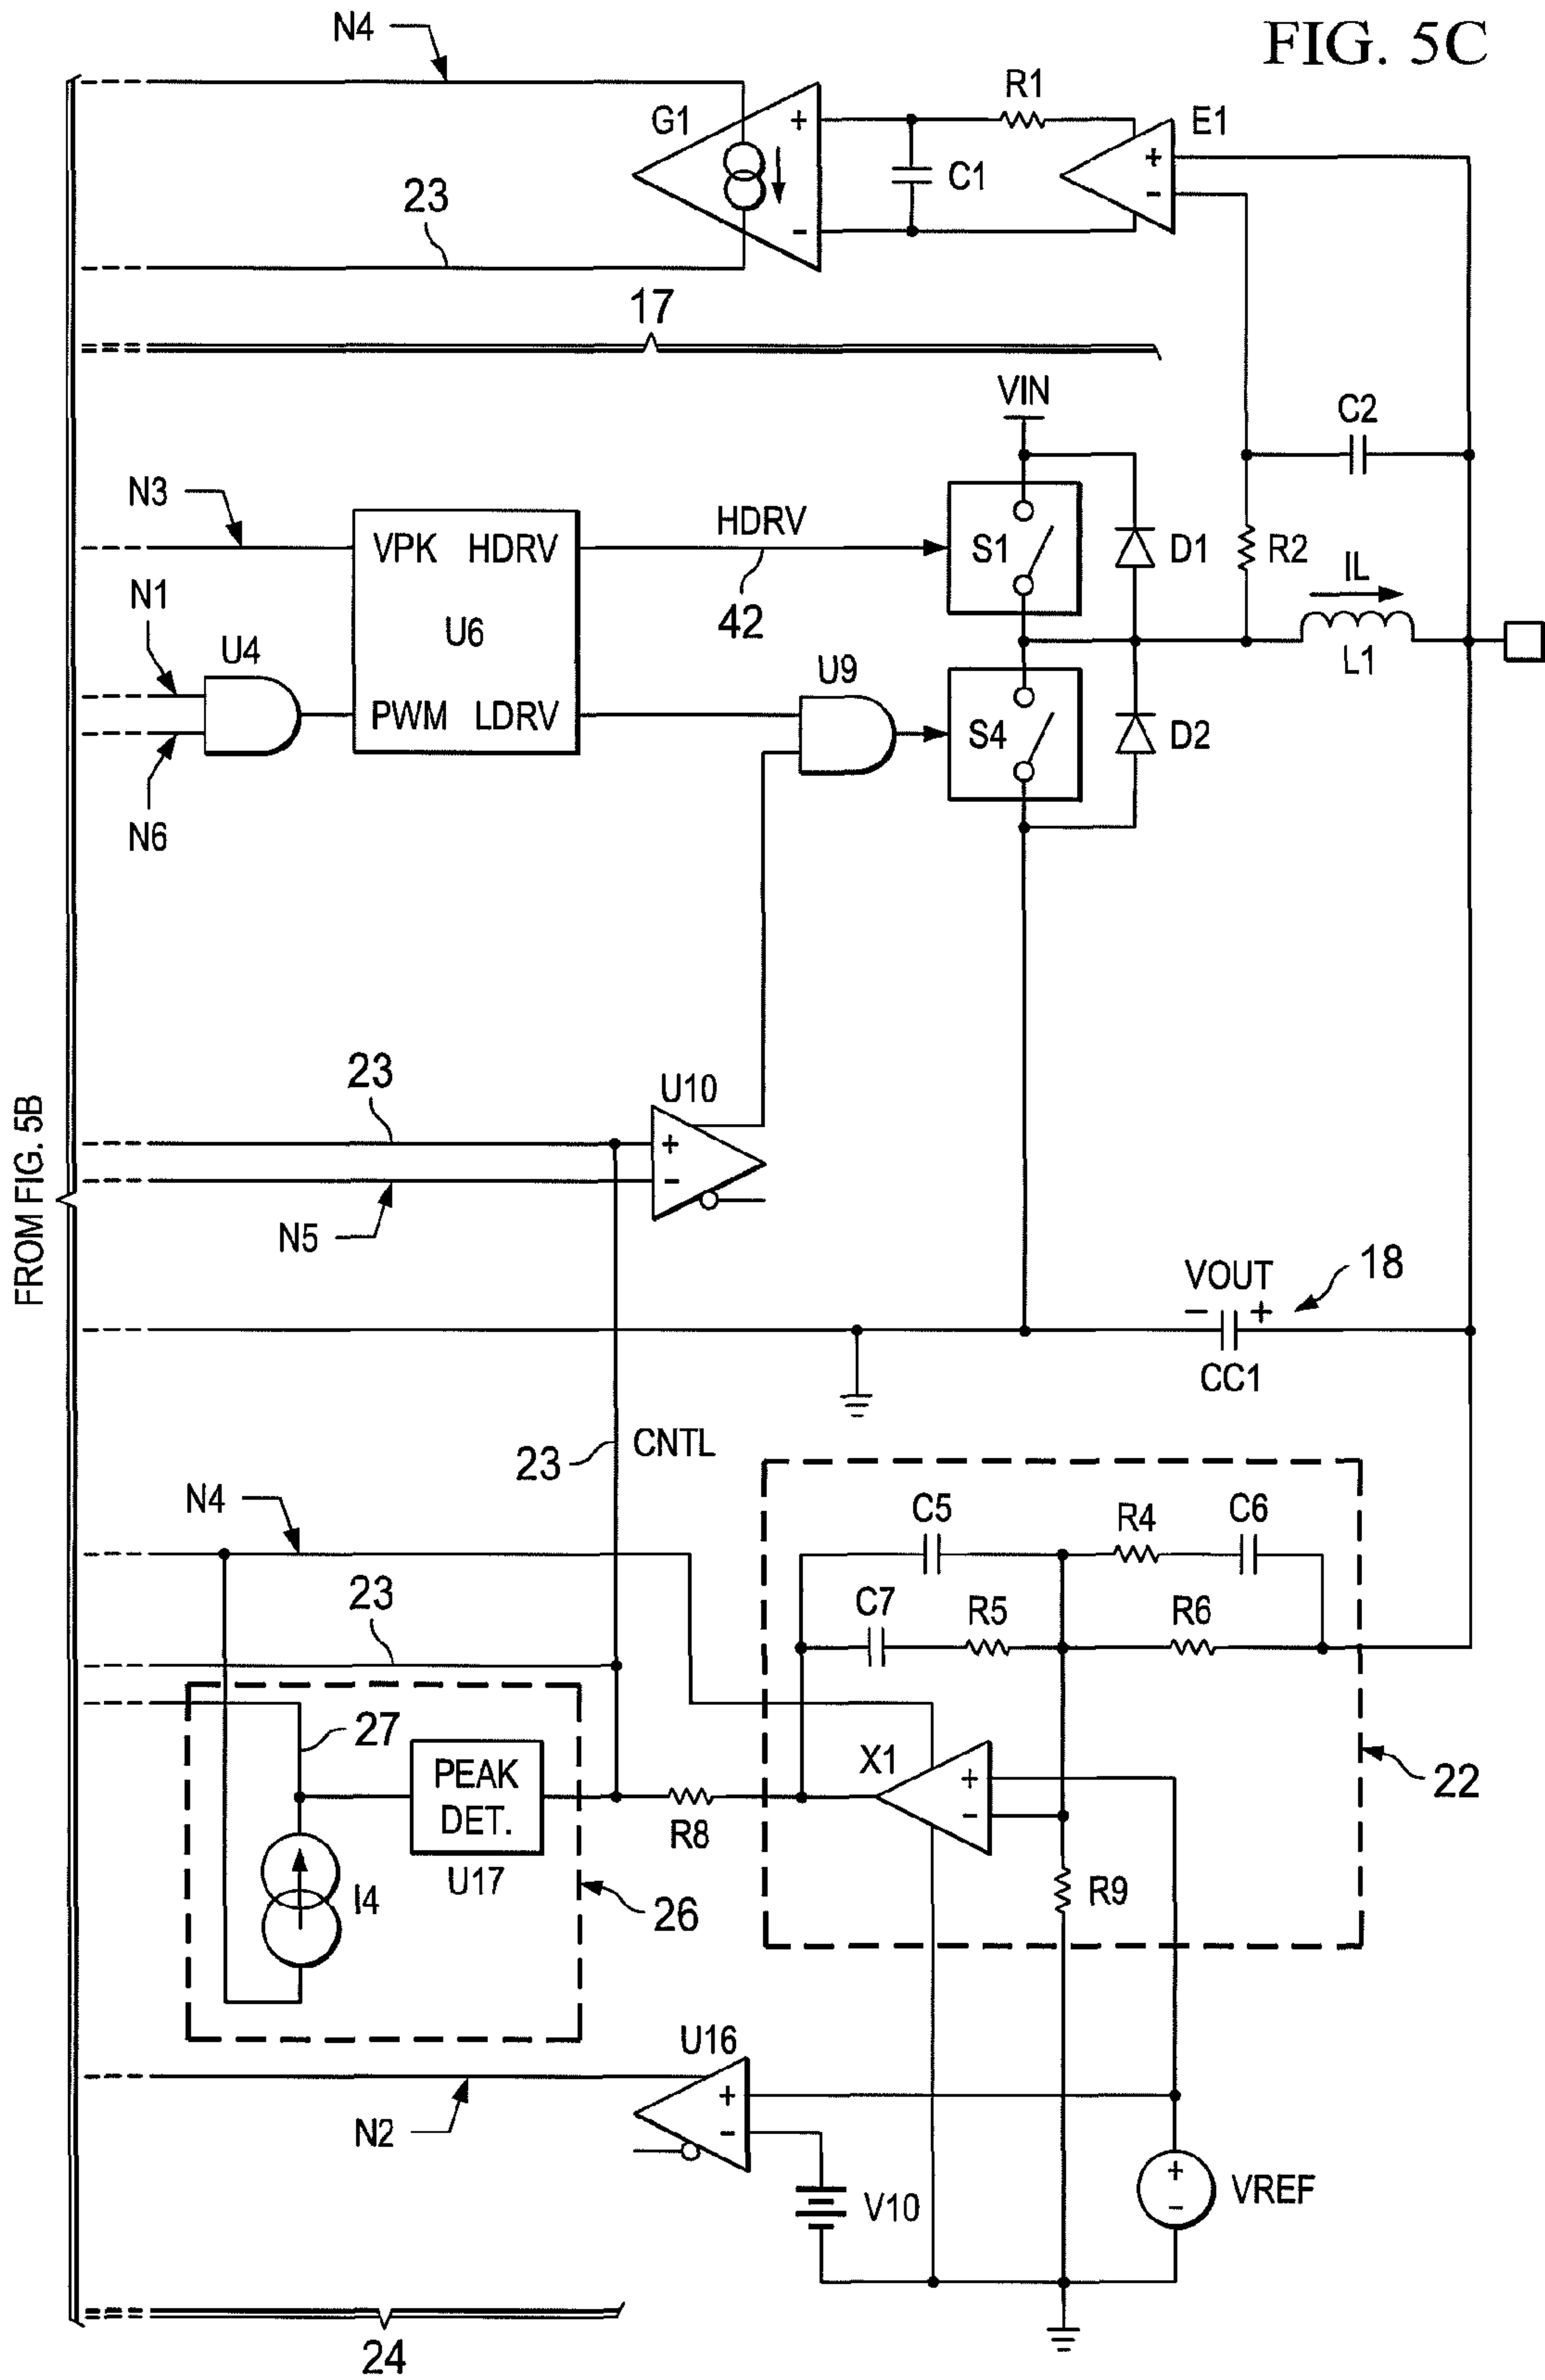 FIG. 5C
N4
R1
G1
E1
+
+
C1
-
23
-
17
VIN
C2
N3
HDRV
VPK HDRV
S1
D1
R2
IL
N1
42
U6
U4
U9
L1
PWM LDRV
S4
D2
N6
23
U10
+
-
N5
FROM FIG. 5B
VOUT
18
- +
CC1
CNTL
23
N4
C5
R4
C6
23
C7
R5
R6
27
X1
PEAK
DET.
+
-
22
R8
U17
R9
I4
26
U16
+
-
N2
V10
+
-
VREF
24